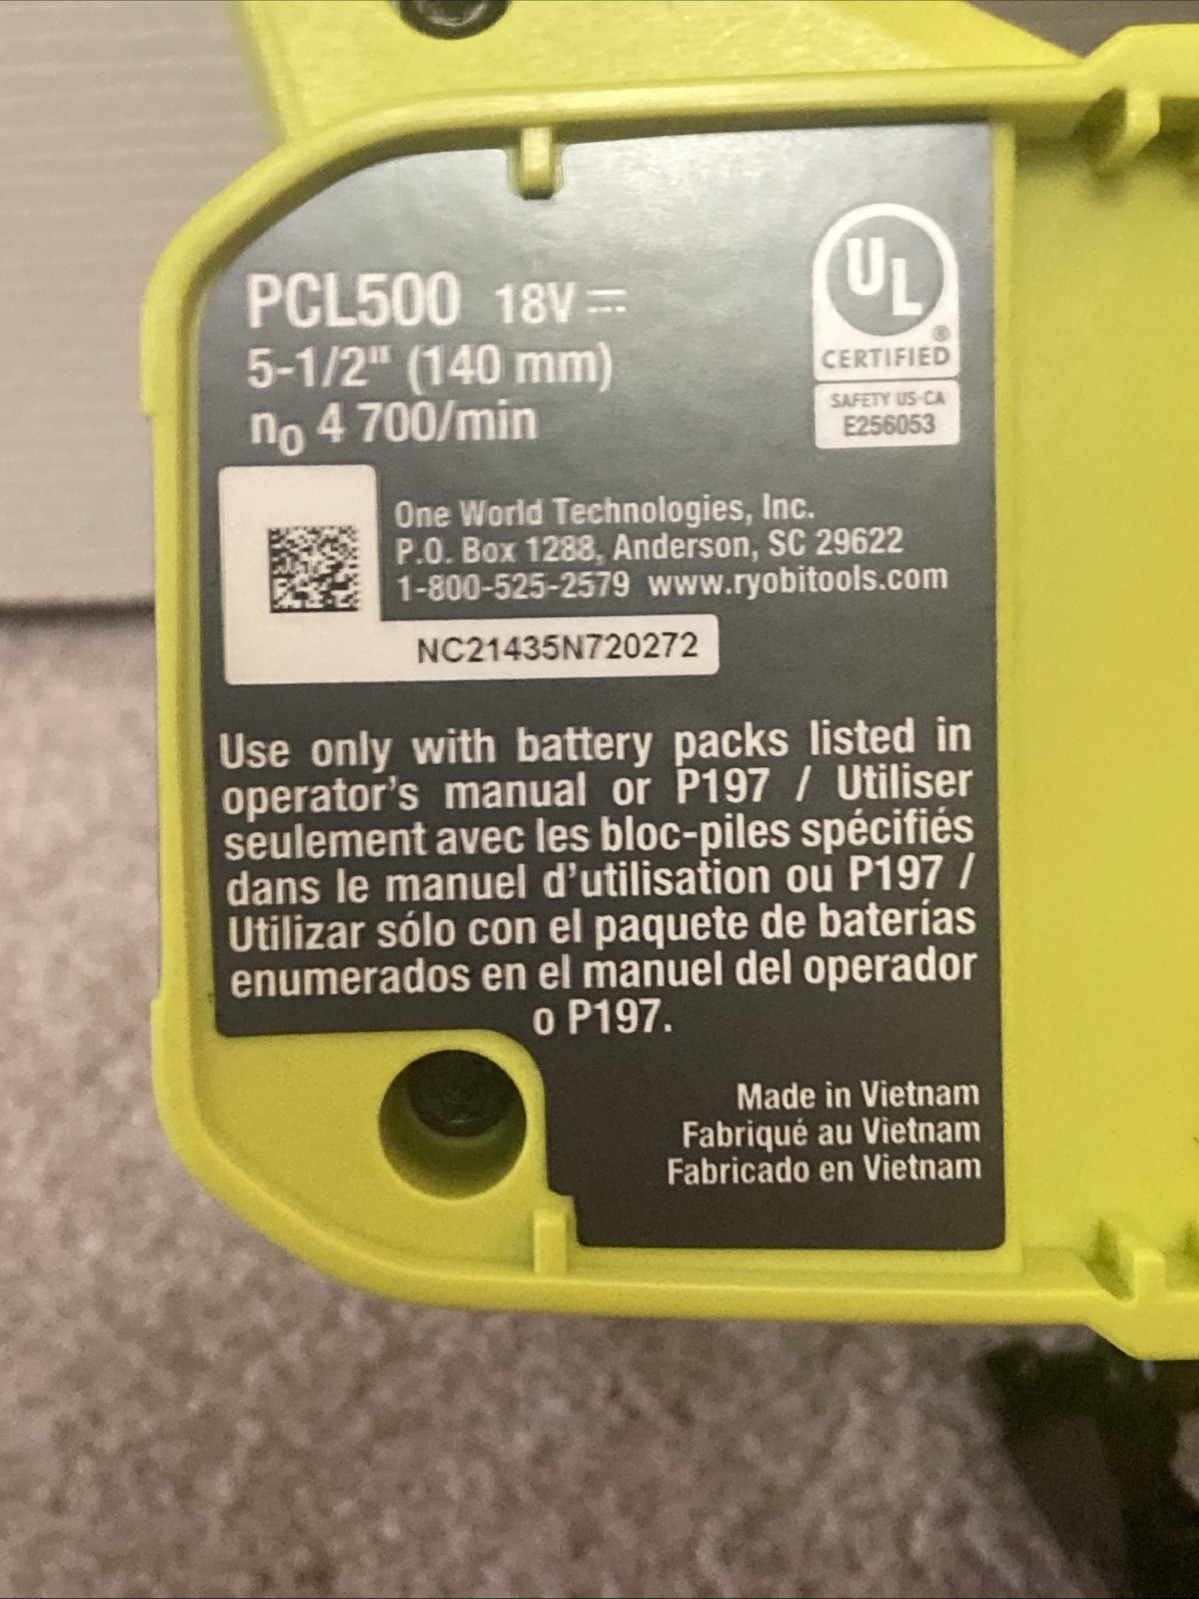 PCL500 18V ⎓
5-1/2" (140 mm)
n₀ 4 700/min
UL
®
CERTIFIED
SAFETY US-CA
E256053
One World Technologies, Inc.
P.O. Box 1288, Anderson, SC 29622
1-800-525-2579 www.ryobitools.com
NC21435N720272
Use only with battery packs listed in
operator's manual or P197 / Utiliser
seulement avec les bloc-piles spécifiés
dans le manuel d'utilisation ou P197 /
Utilizar sólo con el paquete de baterías
enumerados en el manuel del operador
o P197.
Made in Vietnam
Fabriqué au Vietnam
Fabricado en Vietnam